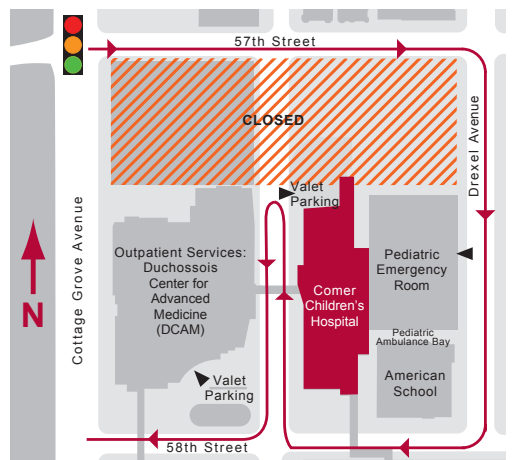 57th Street
CLOSED
Drexel Avenue
Valet
Parking
Cottage Grove Avenue
Outpatient Services:
Duchossois
Center for
Advanced
Medicine
(DCAM)
Pediatric
Emergency
Room
Comer
Children's
Hospital
N
Pediatric
Ambulance Bay
American
School
Valet
Parking
58th Street